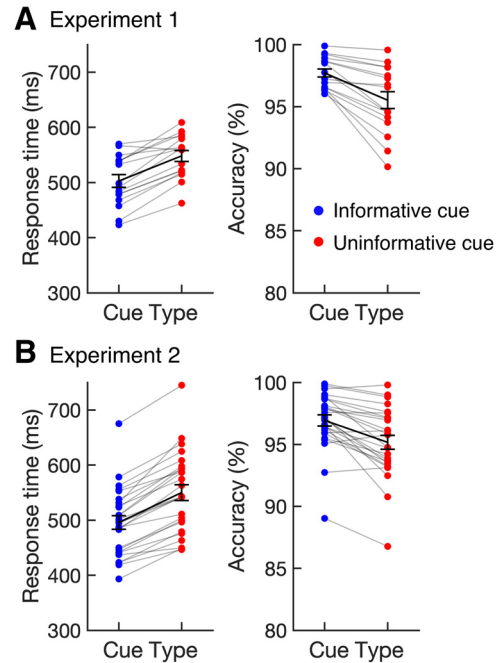 A Experiment 1
Response time (ms)
700
600
500
400
300
Cue Type
Accuracy (%)
100
95
90
85
80
Informative cue
Uninformative cue
Cue Type
B Experiment 2
Response time (ms)
700
600
500
400
300
Cue Type
Accuracy (%)
100
95
90
85
80
Cue Type